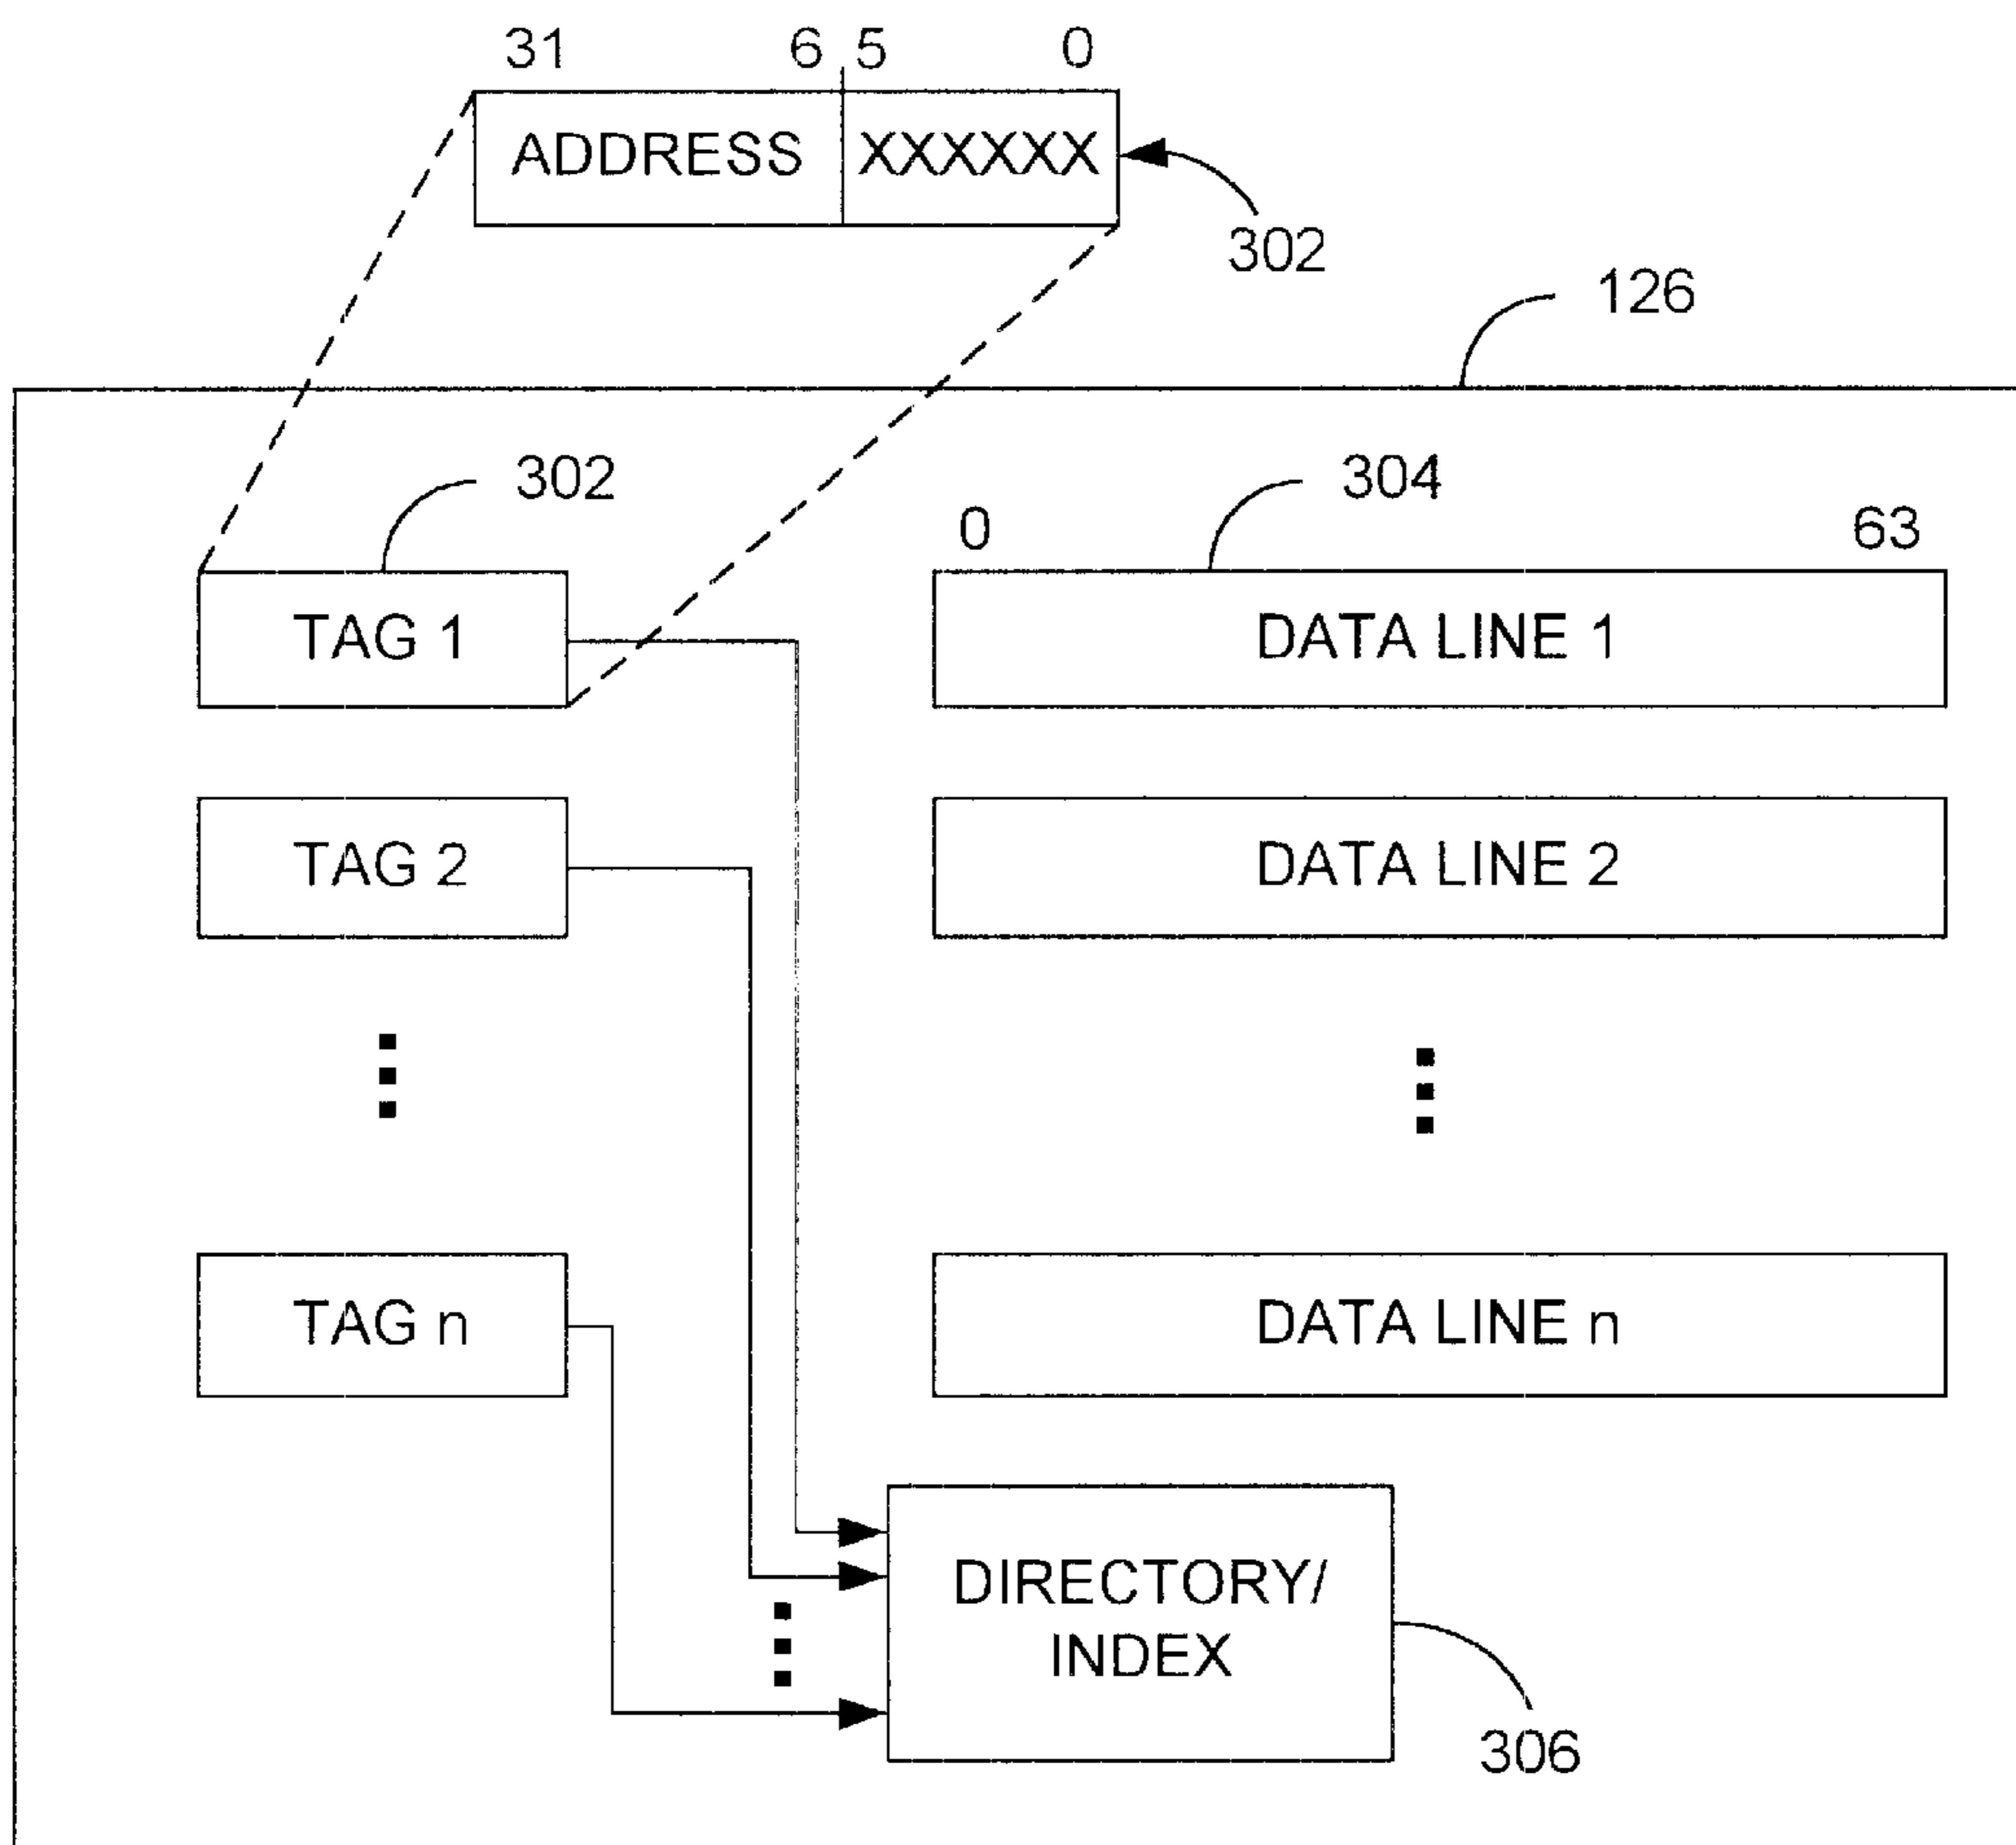 31 6 5 0
ADDRESS XXXXXX
302
126
302 304
0 63
TAG 1 DATA LINE 1
TAG 2 DATA LINE 2
TAG n DATA LINE n
DIRECTORY/
INDEX
306